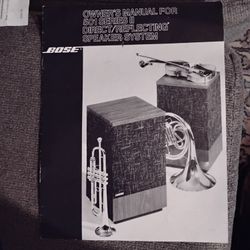 OWNER'S MANUAL FOR
501 SERIES II
DIRECT/REFLECTING
SPEAKER SYSTEM
BOSE